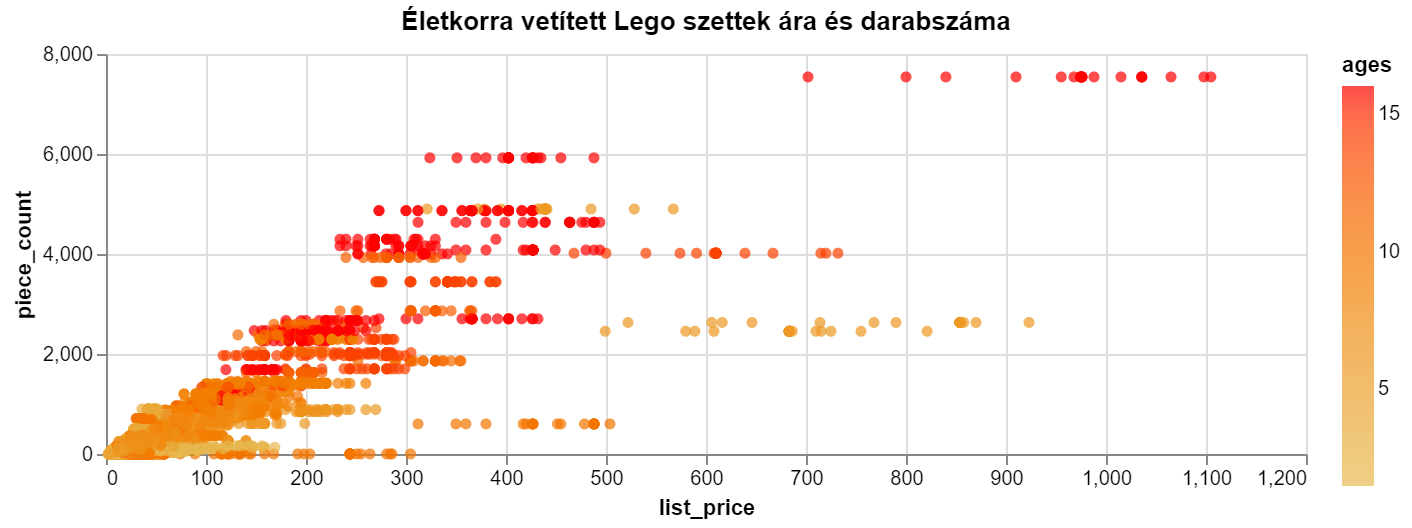 Életkorra vetített Lego szettek ára és darabszáma
8,000
6,000
4,000
2,000
0
piece_count
0 100 200 300 400 500 600 700 800 900 1,000 1,100 1,200
list_price
ages
15
10
5